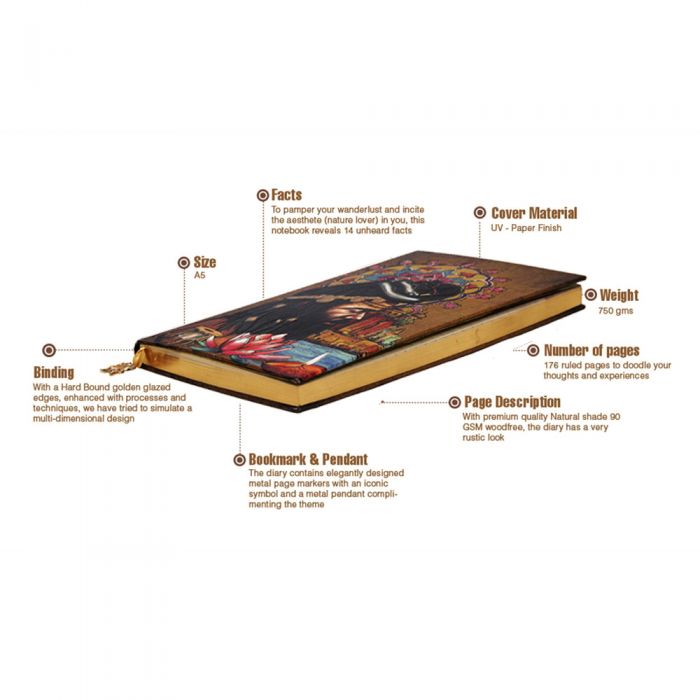 Facts
To pamper your wanderlust and incite
the aesthete (nature lover) in you, this
notebook reveals 14 unheard facts
Cover Material
UV - Paper Finish
Size
A5
Weight
750 gms
Number of pages
176 ruled pages to doodle your
thoughts and experiences
Binding
With a Hard Bound golden glazed
edges, enhanced with processes and
techniques, we have tried to simulate a
multi-dimensional design
Page Description
With premium quality Natural shade 90
GSM woodfree, the diary has a very
rustic look
Bookmark & Pendant
The diary contains elegantly designed
metal page markers with an iconic
symbol and a metal pendant compli-
menting the theme